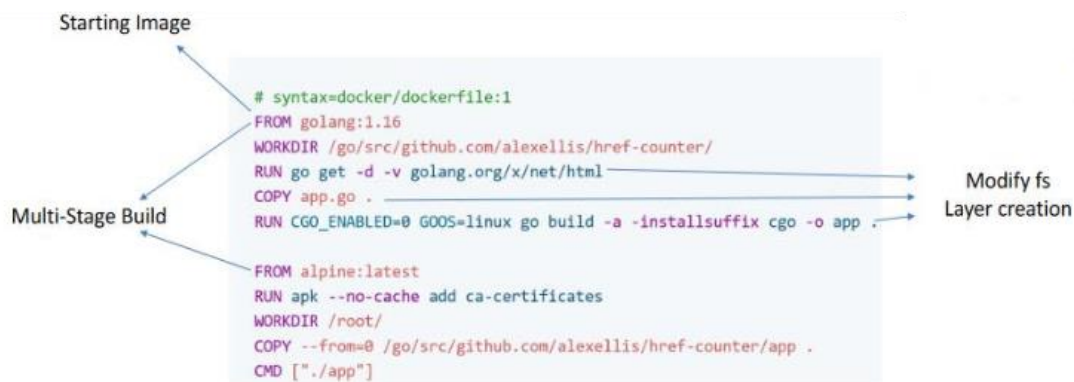 Starting Image
# syntax=docker/dockerfile:1
FROM golang:1.16
WORKDIR /go/src/github.com/alexellis/href-counter/
RUN go get -d -v golang.org/x/net/html
COPY app.go .
RUN CGO_ENABLED=0 GOOS=linux go build -a -installsuffix cgo -o app .
Multi-Stage Build
Modify fs
Layer creation
FROM alpine:latest
RUN apk --no-cache add ca-certificates
WORKDIR /root/
COPY --from=0 /go/src/github.com/alexellis/href-counter/app .
CMD ["./app"]